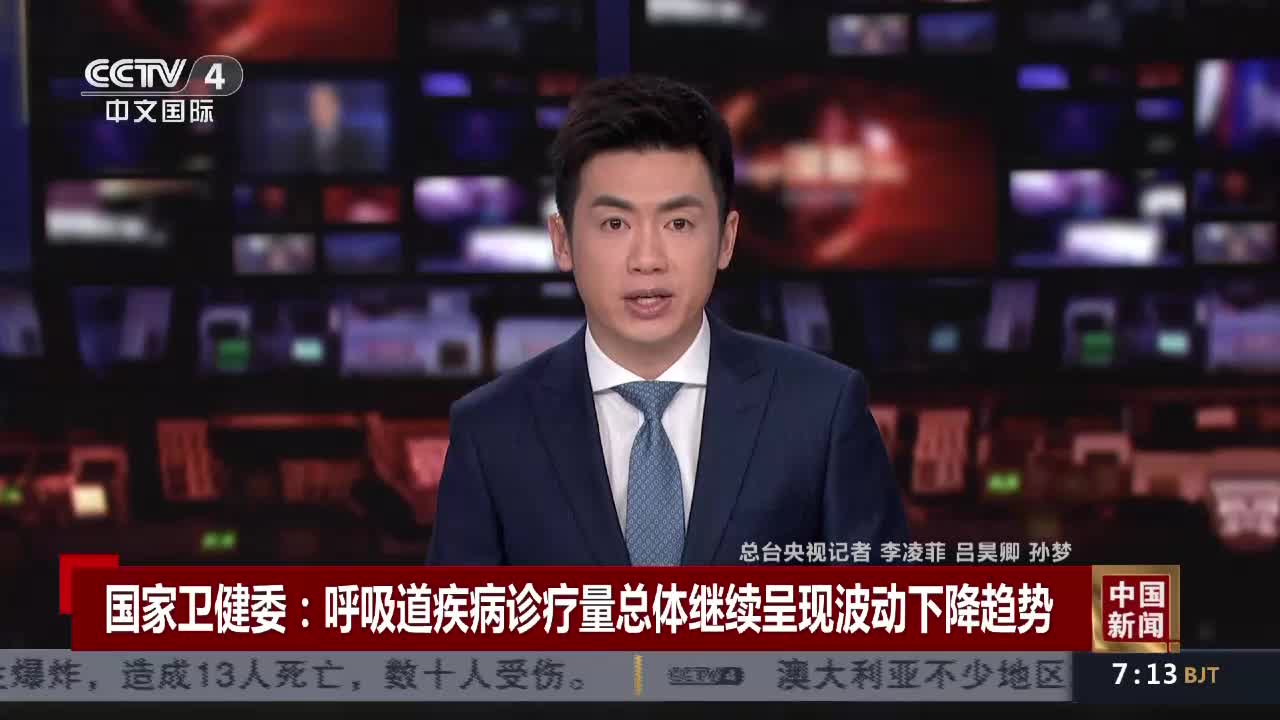 CCTV 4
中文国际
总台央视记者 李凌菲 吕昊卿 孙梦
国家卫健委：呼吸道疾病诊疗量总体继续呈现波动下降趋势
中国
新闻
爆炸，造成13人死亡，数十人受伤。 CCTV 4 澳大利亚不少地区
7:13 BJT